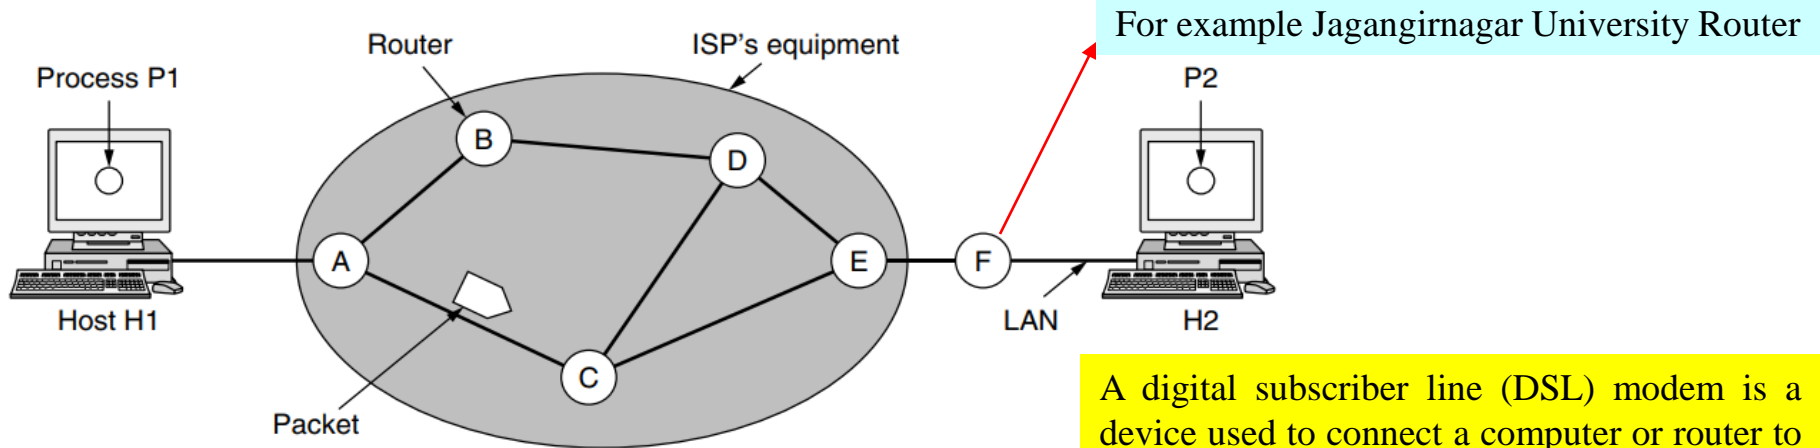 For example Jagangirnagar University Router
Router
ISP's equipment
Process P1
P2
B
D
A
E
F
Host H1
LAN
H2
C
Packet
A digital subscriber line (DSL) modem is a
device used to connect a computer or router to